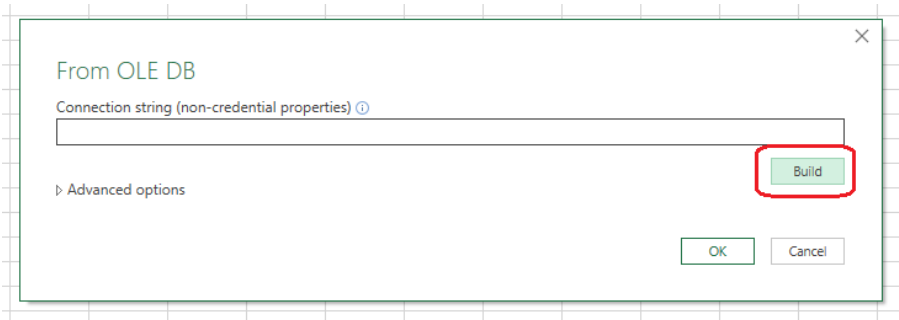 From OLE DB
Connection string (non-credential properties)
Build
Advanced options
OK
Cancel